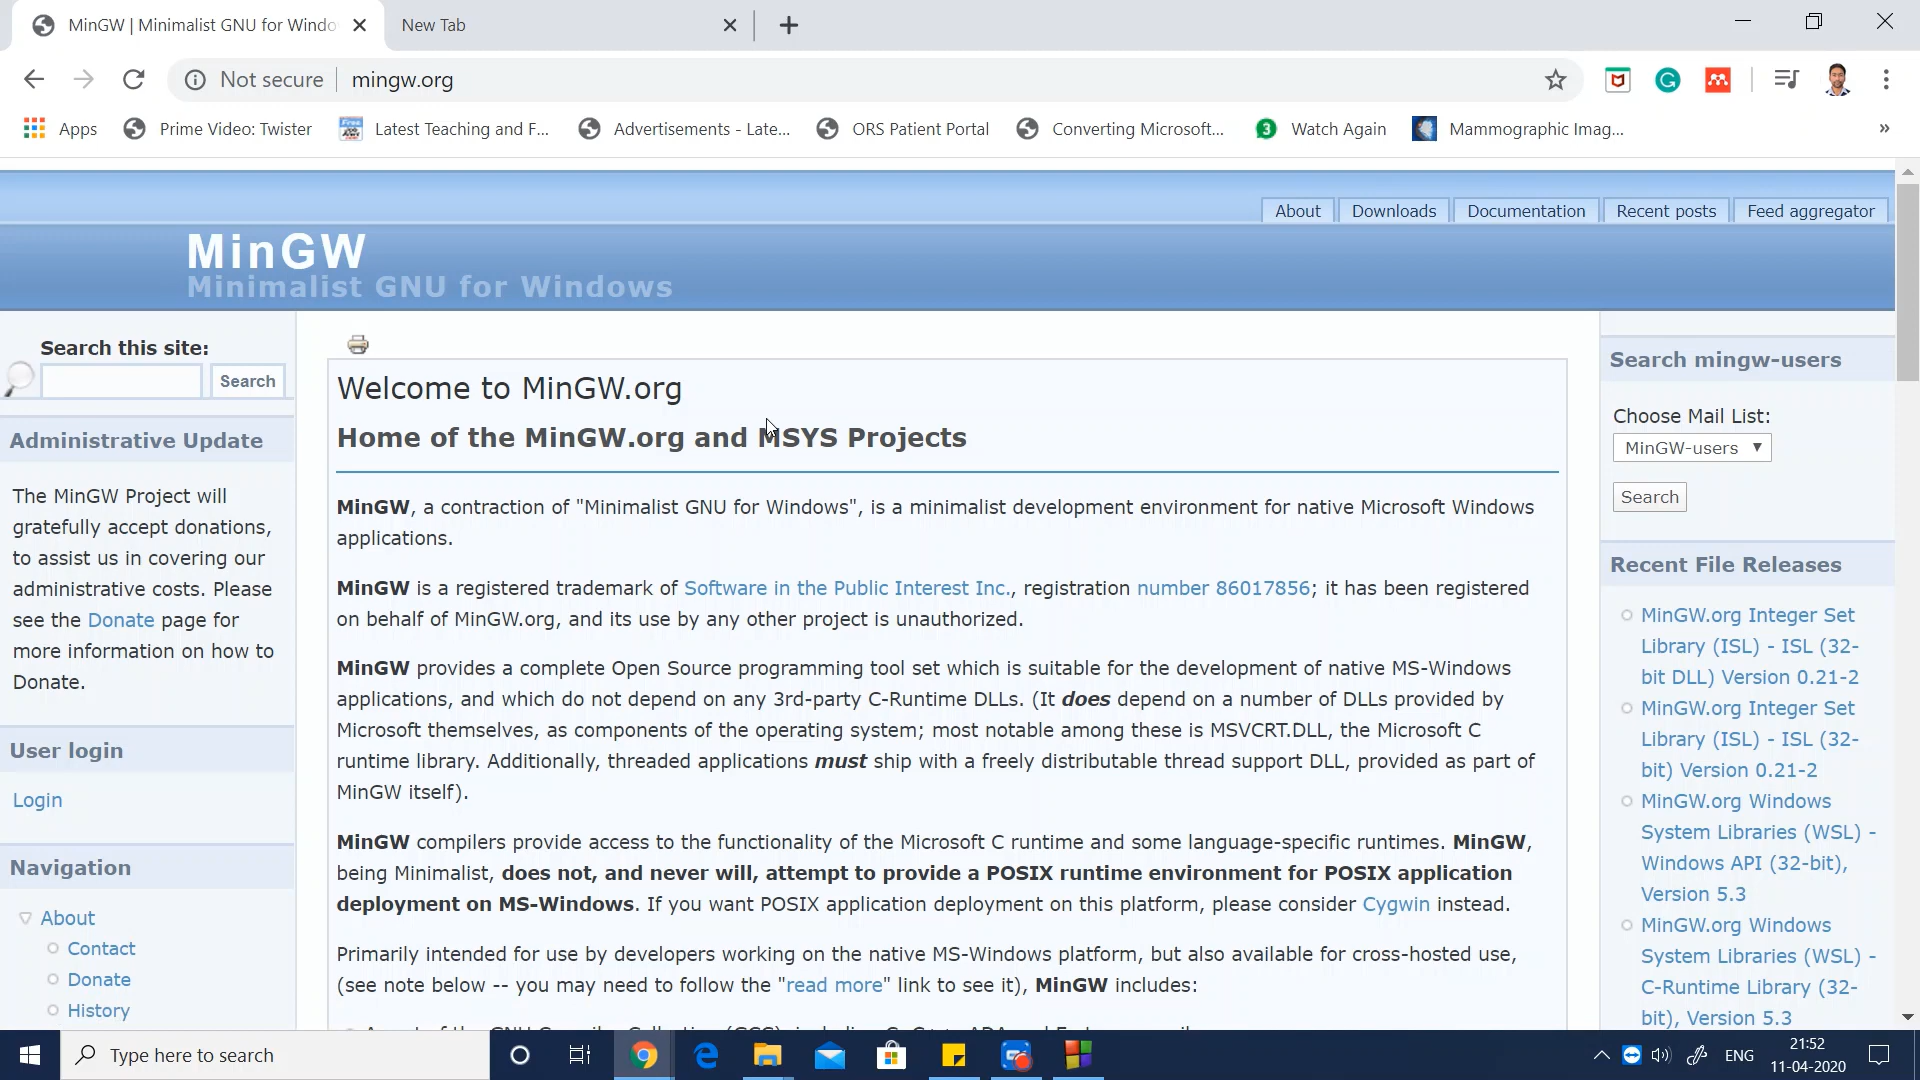 MinGW | Minimalist GNU for Windo
New Tab
Not secure
mingw.org
Apps
Prime Video: Twister
Latest Teaching and F...
Advertisements - Late...
ORS Patient Portal
Converting Microsoft...
3
Watch Again
Mammographic Imag...
»
About
Downloads
Documentation
Recent posts
Feed aggregator
MinGW
Minimalist GNU for Windows
Search this site:
Search
Administrative Update
The MinGW Project will
gratefully accept donations,
to assist us in covering our
administrative costs. Please
see the Donate page for
more information on how to
Donate.
User login
Login
Navigation
About
Contact
Donate
History
Welcome to MinGW.org
Home of the MinGW.org and MSYS Projects
MinGW, a contraction of "Minimalist GNU for Windows", is a minimalist development environment for native Microsoft Windows
applications.
MinGW is a registered trademark of Software in the Public Interest Inc., registration number 86017856; it has been registered
on behalf of MinGW.org, and its use by any other project is unauthorized.
MinGW provides a complete Open Source programming tool set which is suitable for the development of native MS-Windows
applications, and which do not depend on any 3rd-party C-Runtime DLLs. (It does depend on a number of DLLs provided by
Microsoft themselves, as components of the operating system; most notable among these is MSVCRT.DLL, the Microsoft C
runtime library. Additionally, threaded applications must ship with a freely distributable thread support DLL, provided as part of
MinGW itself).
MinGW compilers provide access to the functionality of the Microsoft C runtime and some language-specific runtimes. MinGW,
being Minimalist, does not, and never will, attempt to provide a POSIX runtime environment for POSIX application
deployment on MS-Windows. If you want POSIX application deployment on this platform, please consider Cygwin instead.
Primarily intended for use by developers working on the native MS-Windows platform, but also available for cross-hosted use,
(see note below -- you may need to follow the "read more" link to see it), MinGW includes:
Search mingw-users
Choose Mail List:
MinGW-users
Search
Recent File Releases
MinGW.org Integer Set
Library (ISL) - ISL (32-
bit DLL) Version 0.21-2
MinGW.org Integer Set
Library (ISL) - ISL (32-
bit) Version 0.21-2
MinGW.org Windows
System Libraries (WSL) -
Windows API (32-bit),
Version 5.3
MinGW.org Windows
System Libraries (WSL) -
C-Runtime Library (32-
bit), Version 5.3
Type here to search
ENG
21:52
11-04-2020